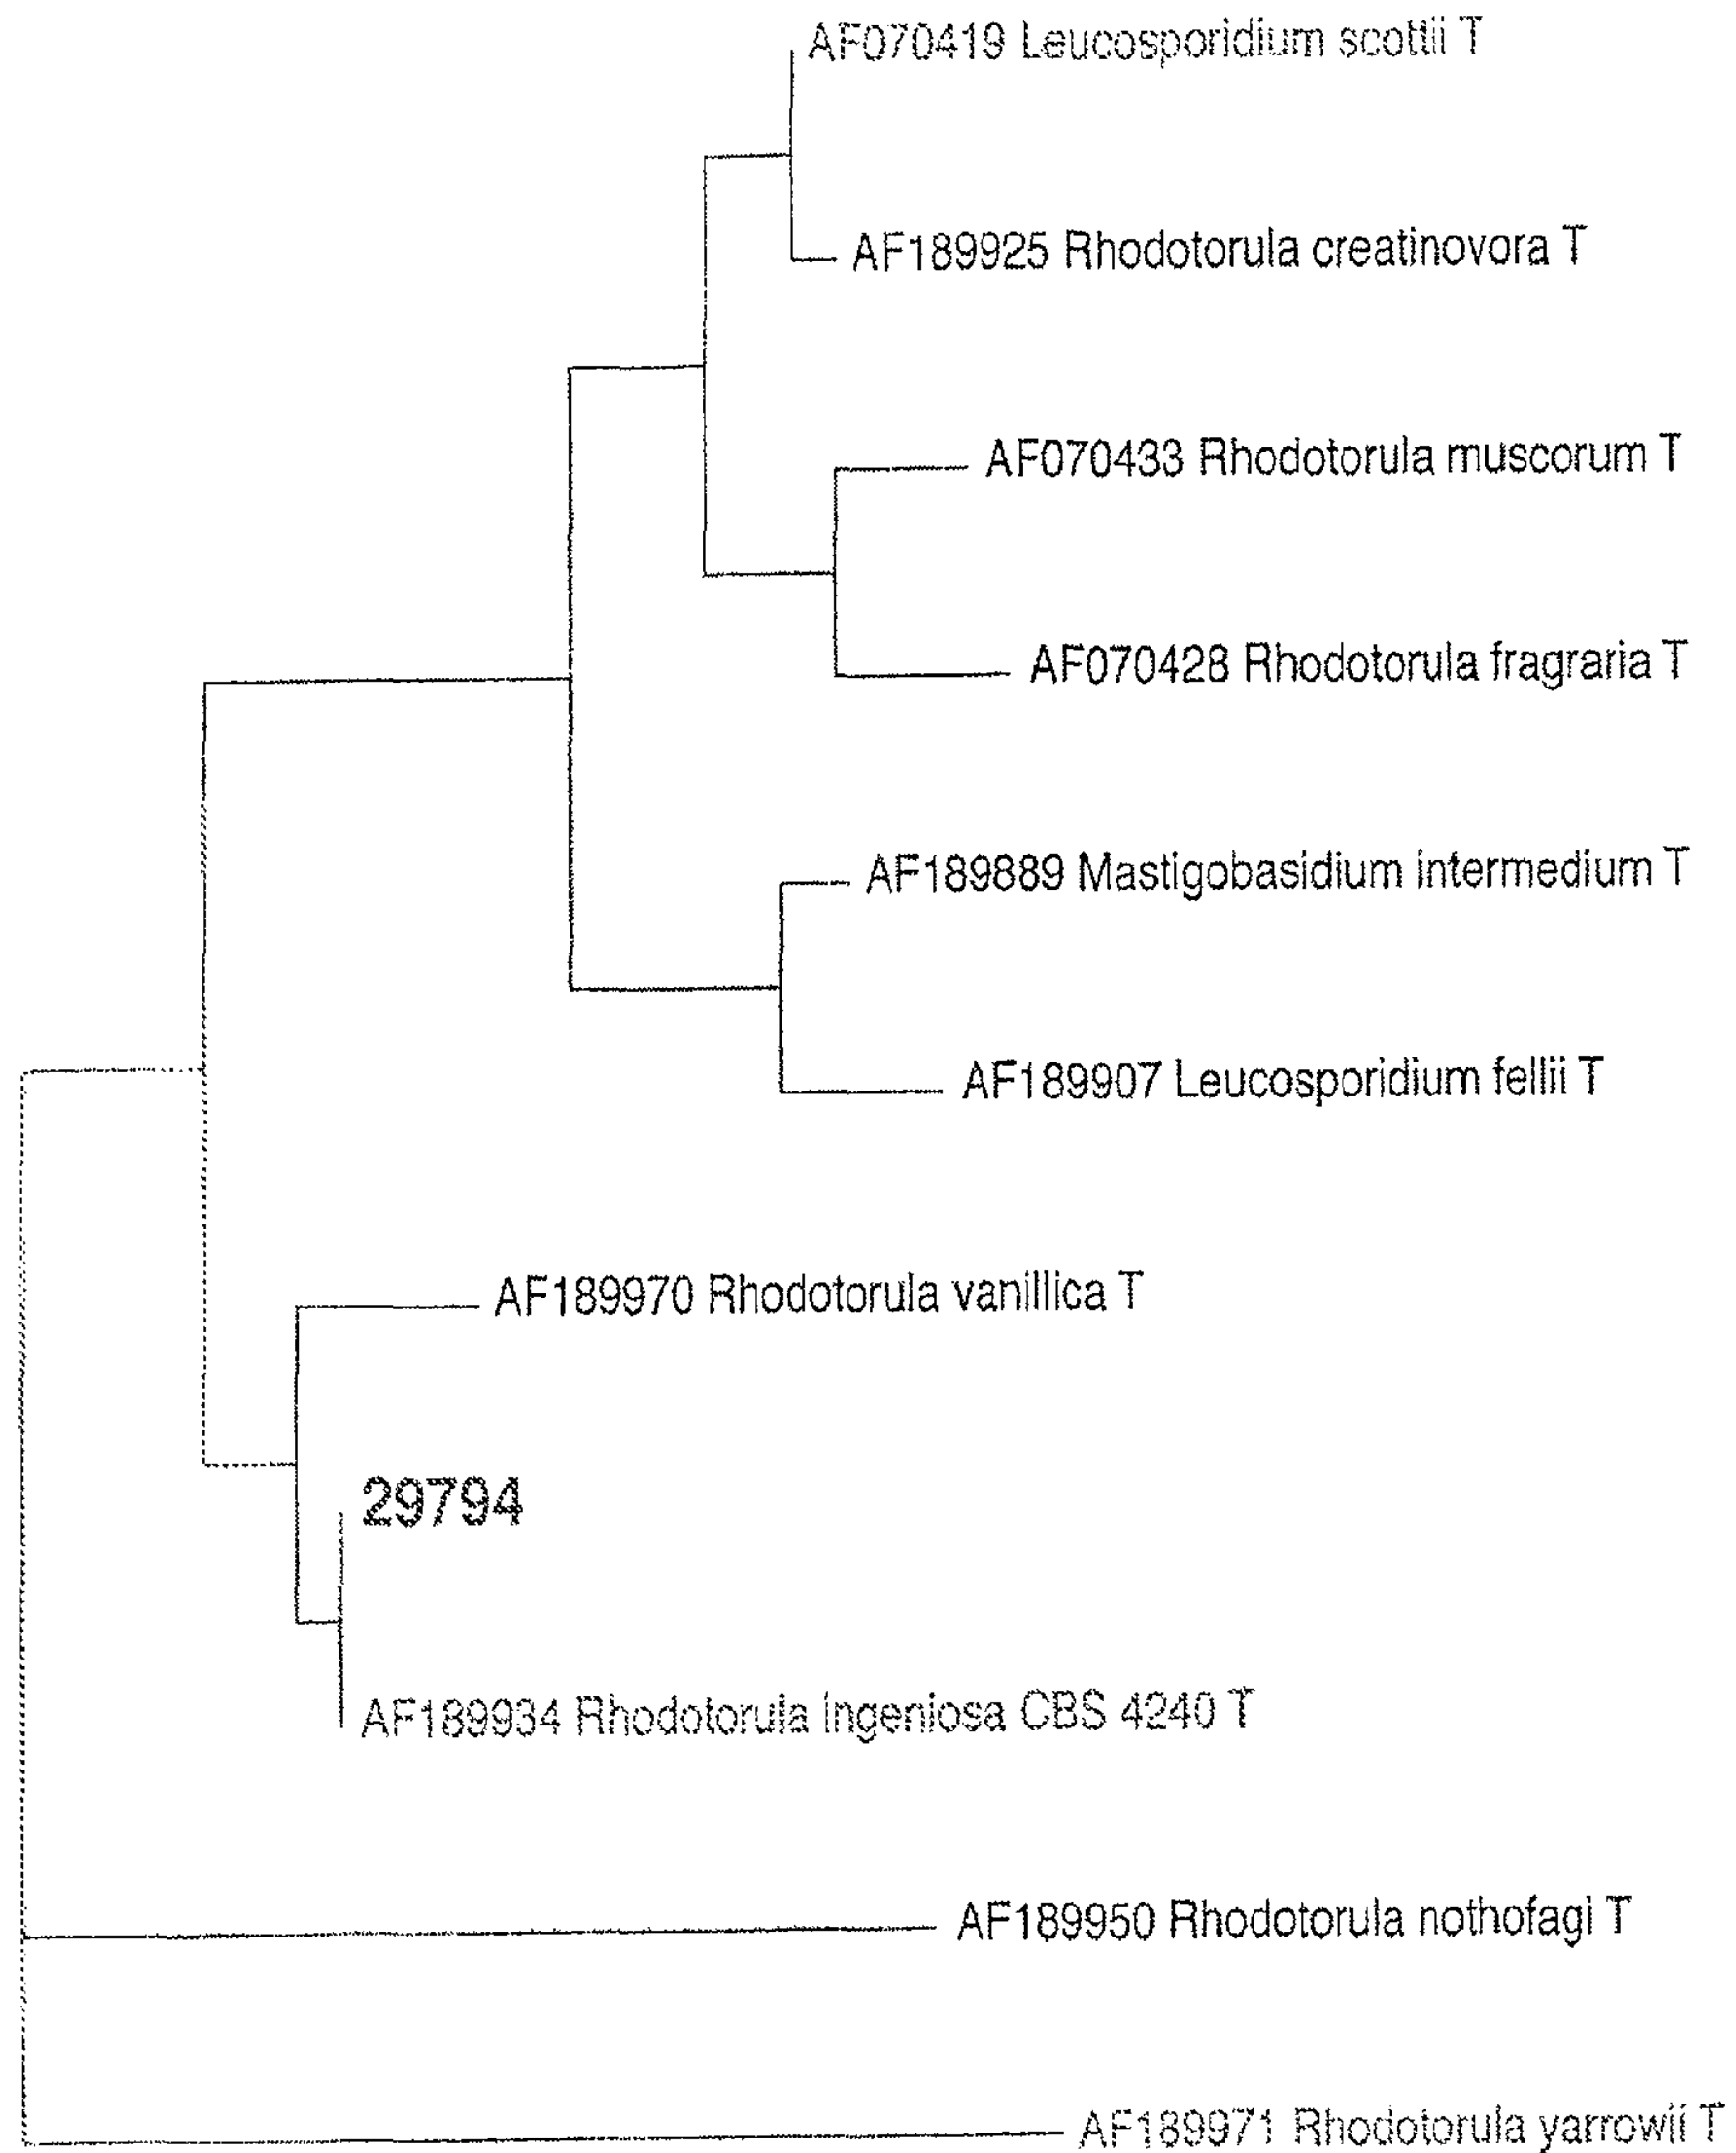 AF070419 Leucosporidium scottii T
AF189925 Rhodotorula creatinovora T
AF070433 Rhodotorula muscorum T
AF070428 Rhodotorula fragraria T
AF189889 Mastigobasidium intermedium T
AF189907 Leucosporidium fellii T
AF189970 Rhodotorula vanillica T
29794
AF189934 Rhodotorula ingeniosa CBS 4240 T
AF189950 Rhodotorula nothofagi T
AF189971 Rhodotorula yarrowii T